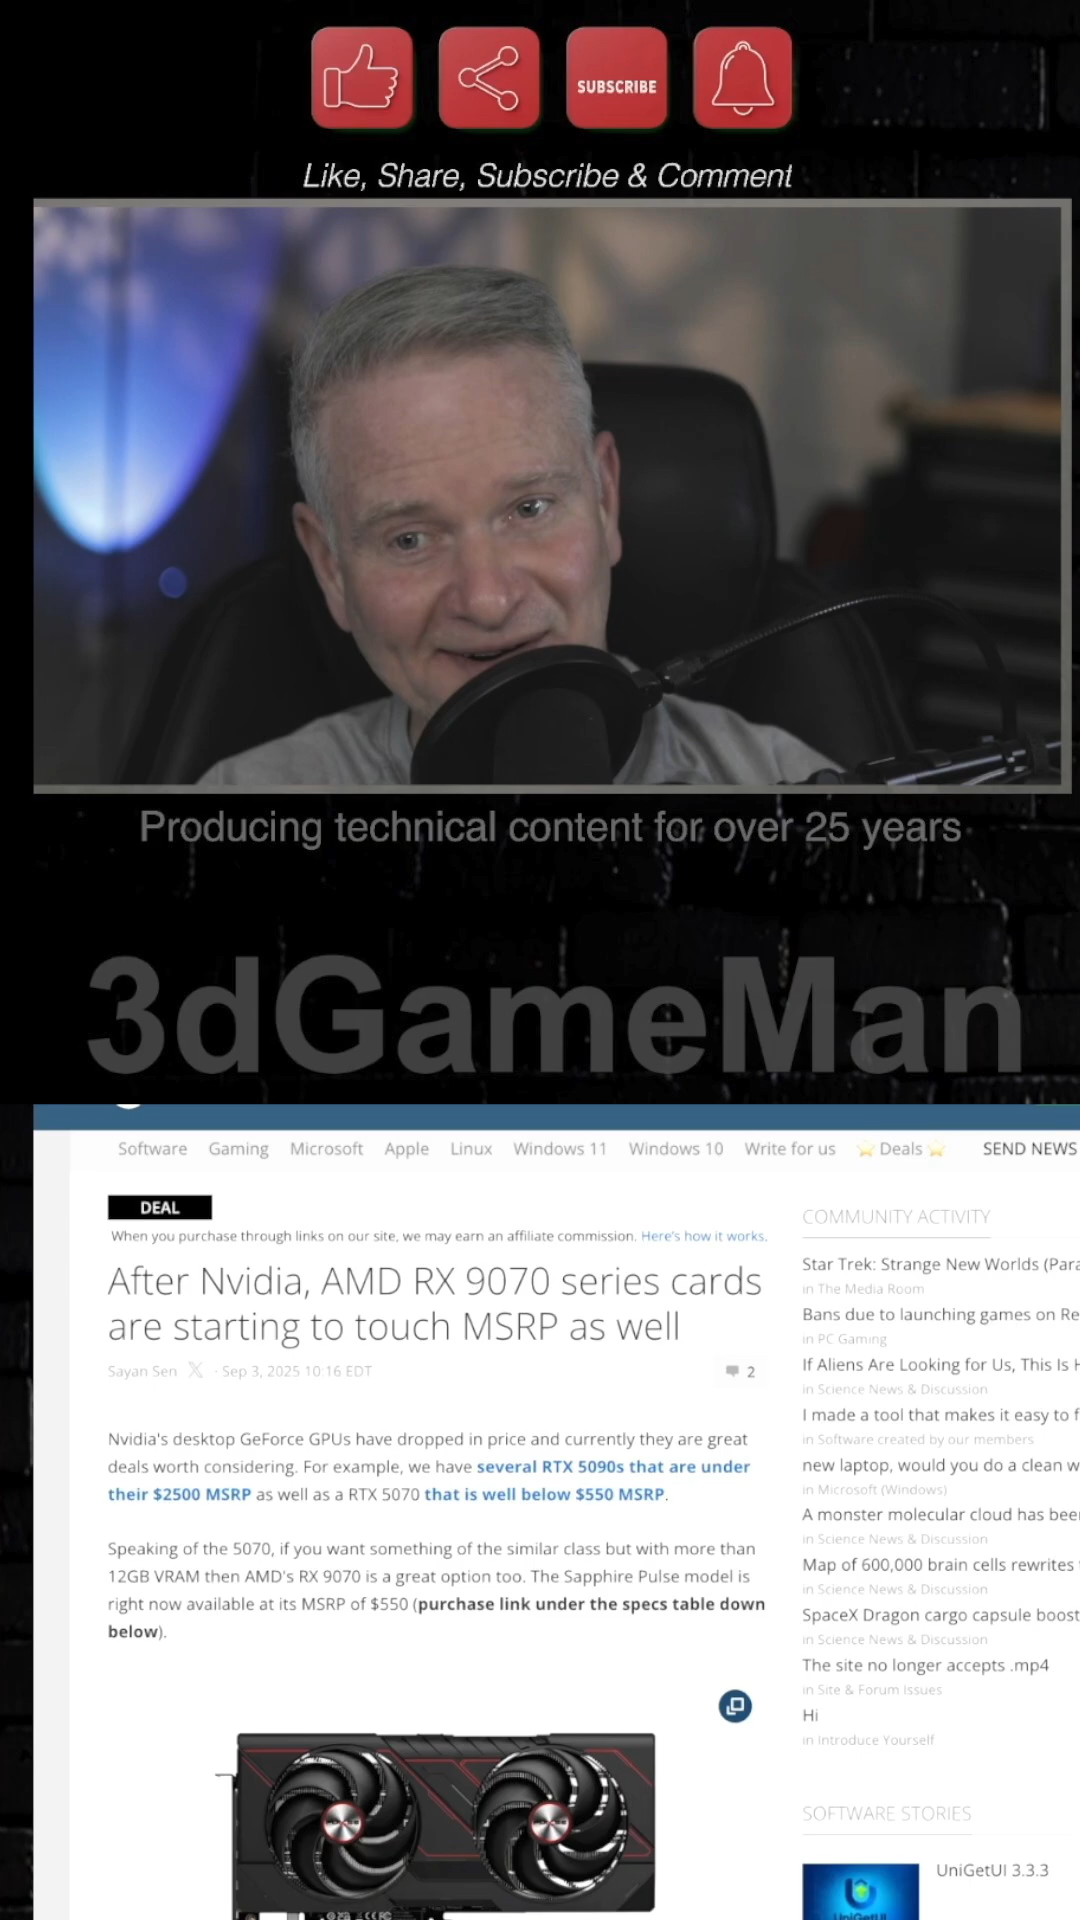 SUBSCRIBE
Like, Share, Subscribe & Comment
Producing technical content for over 25 years
3dGameMan
Software Gaming Microsoft Apple Linux Windows 11 Windows 10 Write for us Deals SEND NEWS
DEAL
When you purchase through links on our site, we may earn an affiliate commission. Here's how it works.
After Nvidia, AMD RX 9070 series cards
are starting to touch MSRP as well
Sayan Sen X · Sep 3, 2025 10:16 EDT
2
Nvidia's desktop GeForce GPUs have dropped in price and currently they are great
deals worth considering. For example, we have several RTX 5090s that are under
their $2500 MSRP as well as a RTX 5070 that is well below $550 MSRP.
Speaking of the 5070, if you want something of the similar class but with more than
12GB VRAM then AMD's RX 9070 is a great option too. The Sapphire Pulse model is
right now available at its MSRP of $550 (purchase link under the specs table down
below).
COMMUNITY ACTIVITY
Star Trek: Strange New Worlds (Para
in The Media Room
Bans due to launching games on Re
in PC Gaming
If Aliens Are Looking for Us, This Is H
in Science News & Discussion
I made a tool that makes it easy to f
in Software created by our members
new laptop, would you do a clean w
in Microsoft (Windows)
A monster molecular cloud has bee
in Science News & Discussion
Map of 600,000 brain cells rewrites
in Science News & Discussion
SpaceX Dragon cargo capsule boost
in Science News & Discussion
The site no longer accepts .mp4
in Site & Forum Issues
Hi
in Introduce Yourself
SOFTWARE STORIES
UniGetUI 3.3.3
UniGetUI